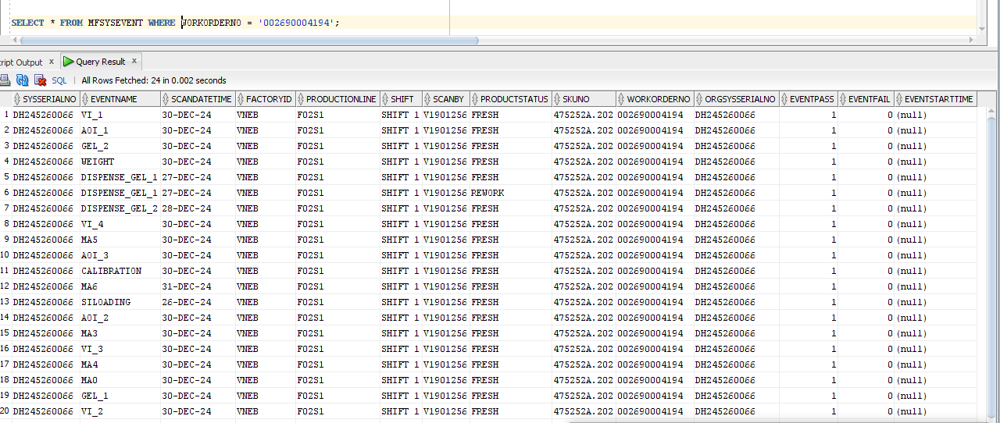 SELECT * FROM MFSYSEVENT WHERE WORKORDERNO = '002690004194';
ript Output x Query Result x
SQL | All Rows Fetched: 24 in 0.002 seconds
SYSSERIALNO EVENTNAME SCANDATETIME FACTORYID PRODUCTIONLINE SHIFT SCANBY PRODUCTSTATUS SKUNO WORKORDERNO ORGSYSSERIALNO EVENTPASS EVENTFAIL EVENTSTARTTIME
1 DH245260066 VI_1 30-DEC-24 VNEB F02S1 SHIFT 1 V1901256 FRESH 475252A.202 002690004194 DH245260066 1 0 (null)
2 DH245260066 AOI_1 30-DEC-24 VNEB F02S1 SHIFT 1 V1901256 FRESH 475252A.202 002690004194 DH245260066 1 0 (null)
3 DH245260066 GEL_2 30-DEC-24 VNEB F02S1 SHIFT 1 V1901256 FRESH 475252A.202 002690004194 DH245260066 1 0 (null)
4 DH245260066 WEIGHT 30-DEC-24 VNEB F02S1 SHIFT 1 V1901256 FRESH 475252A.202 002690004194 DH245260066 1 0 (null)
5 DH245260066 DISPENSE_GEL_1 27-DEC-24 VNEB F02S1 SHIFT 1 V1901256 FRESH 475252A.202 002690004194 DH245260066 1 0 (null)
6 DH245260066 DISPENSE_GEL_1 27-DEC-24 VNEB F02S1 SHIFT 1 V1901256 REWORK 475252A.202 002690004194 DH245260066 1 0 (null)
7 DH245260066 DISPENSE_GEL_2 28-DEC-24 VNEB F02S1 SHIFT 1 V1901256 FRESH 475252A.202 002690004194 DH245260066 1 0 (null)
8 DH245260066 VI_4 30-DEC-24 VNEB F02S1 SHIFT 1 V1901256 FRESH 475252A.202 002690004194 DH245260066 1 0 (null)
9 DH245260066 MA5 30-DEC-24 VNEB F02S1 SHIFT 1 V1901256 FRESH 475252A.202 002690004194 DH245260066 1 0 (null)
10 DH245260066 AOI_3 30-DEC-24 VNEB F02S1 SHIFT 1 V1901256 FRESH 475252A.202 002690004194 DH245260066 1 0 (null)
11 DH245260066 CALIBRATION 30-DEC-24 VNEB F02S1 SHIFT 1 V1901256 FRESH 475252A.202 002690004194 DH245260066 1 0 (null)
12 DH245260066 MA6 31-DEC-24 VNEB F02S1 SHIFT 1 V1901256 FRESH 475252A.202 002690004194 DH245260066 1 0 (null)
13 DH245260066 SILOADING 26-DEC-24 VNEB F02S1 SHIFT 1 V1901256 FRESH 475252A.202 002690004194 DH245260066 1 0 (null)
14 DH245260066 AOI_2 30-DEC-24 VNEB F02S1 SHIFT 1 V1901256 FRESH 475252A.202 002690004194 DH245260066 1 0 (null)
15 DH245260066 MA3 30-DEC-24 VNEB F02S1 SHIFT 1 V1901256 FRESH 475252A.202 002690004194 DH245260066 1 0 (null)
16 DH245260066 VI_3 30-DEC-24 VNEB F02S1 SHIFT 1 V1901256 FRESH 475252A.202 002690004194 DH245260066 1 0 (null)
17 DH245260066 MA4 30-DEC-24 VNEB F02S1 SHIFT 1 V1901256 FRESH 475252A.202 002690004194 DH245260066 1 0 (null)
18 DH245260066 MA0 30-DEC-24 VNEB F02S1 SHIFT 1 V1901256 FRESH 475252A.202 002690004194 DH245260066 1 0 (null)
19 DH245260066 GEL_1 30-DEC-24 VNEB F02S1 SHIFT 1 V1901256 FRESH 475252A.202 002690004194 DH245260066 1 0 (null)
20 DH245260066 VI_2 30-DEC-24 VNEB F02S1 SHIFT 1 V1901256 FRESH 475252A.202 002690004194 DH245260066 1 0 (null)